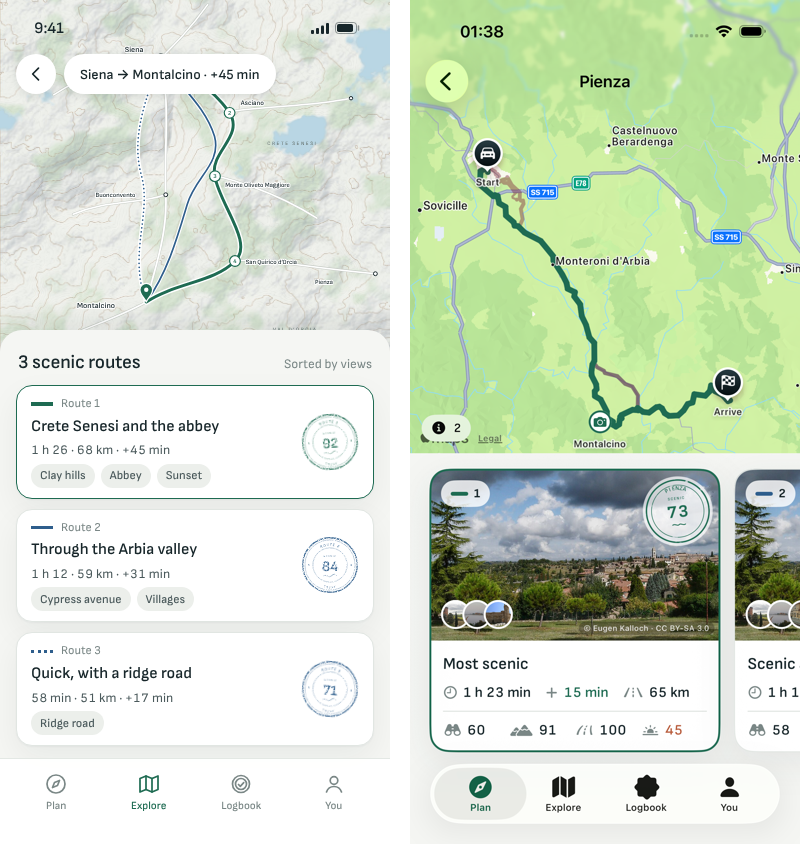 9:41
Siena
Siena → Montalcino · +45 min
2
Asciano
CRETE SENESI
3
Monte Oliveto Maggiore
Buonconvento
4
San Quirico d'Orcia
Pienza
Montalcino
3 scenic routes
Sorted by views
Route 1
Crete Senesi and the abbey
1 h 26 · 68 km · +45 min
Clay hills
Abbey
Sunset
92
Route 2
Through the Arbia valley
1 h 12 · 59 km · +31 min
Cypress avenue
Villages
84
Route 3
Quick, with a ridge road
58 min · 51 km · +17 min
Ridge road
71
Plan
Explore
Logbook
You
01:38
Pienza
Castelnuovo
Berardenga
Monte S
Start
SS 715
E78
Sovicille
SS 715
Monteroni d'Arbia
Sin
Arrive
2
Legal
Montalcino
1
PIENZA
SCENIC
73
© Eugen Kalloch · CC BY-SA 3.0
Most scenic
1 h 23 min
15 min
65 km
60
91
100
45
2
Scenic
1 h 1
58
Plan
Explore
Logbook
You